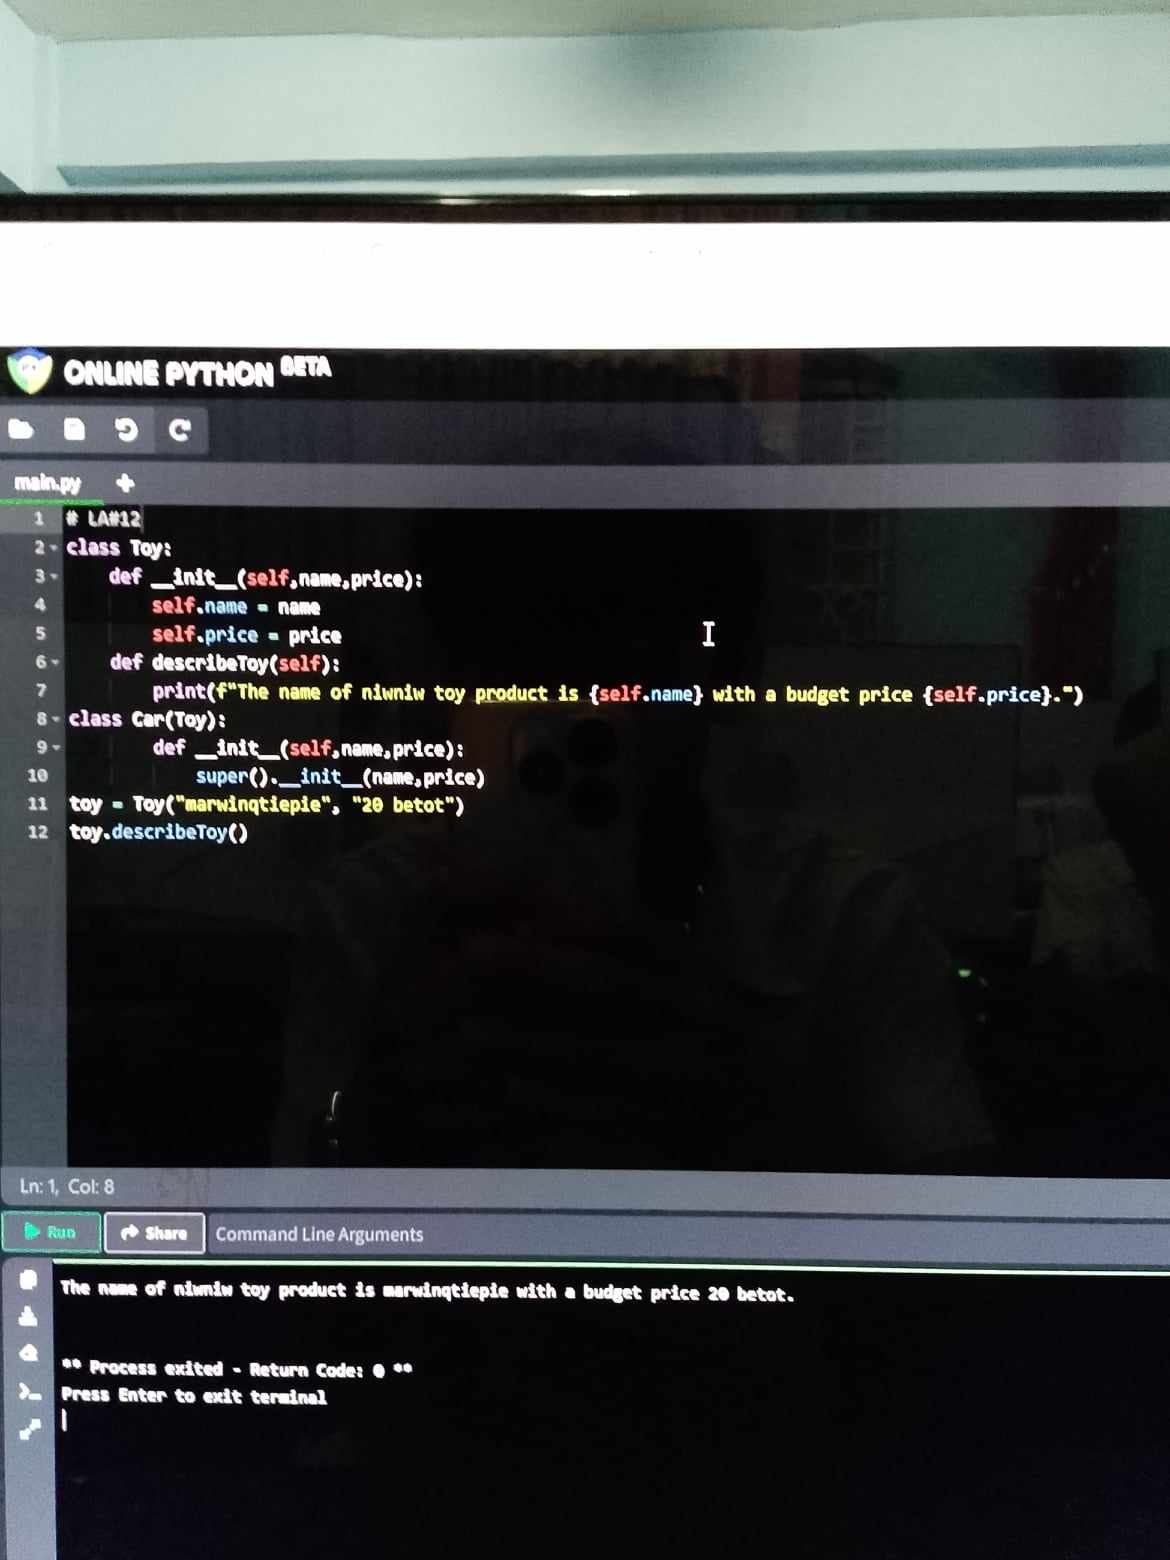 ONLINE PYTHON BETA
main.py
1 # LA#12
2 class Toy:
3     def __init__(self,name,price):
4         self.name = name
5         self.price = price
6     def describeToy(self):
7         print(f"The name of niwniw toy product is {self.name} with a budget price {self.price}.")
8 class Car(Toy):
9         def __init__(self,name,price):
10             super().__init__(name,price)
11 toy = Toy("marwinqtiepie", "20 betot")
12 toy.describeToy()
Ln: 1, Col: 8
Run Share Command Line Arguments
The name of niwniw toy product is marwinqtiepie with a budget price 20 betot.
** Process exited - Return Code: 0 **
Press Enter to exit terminal